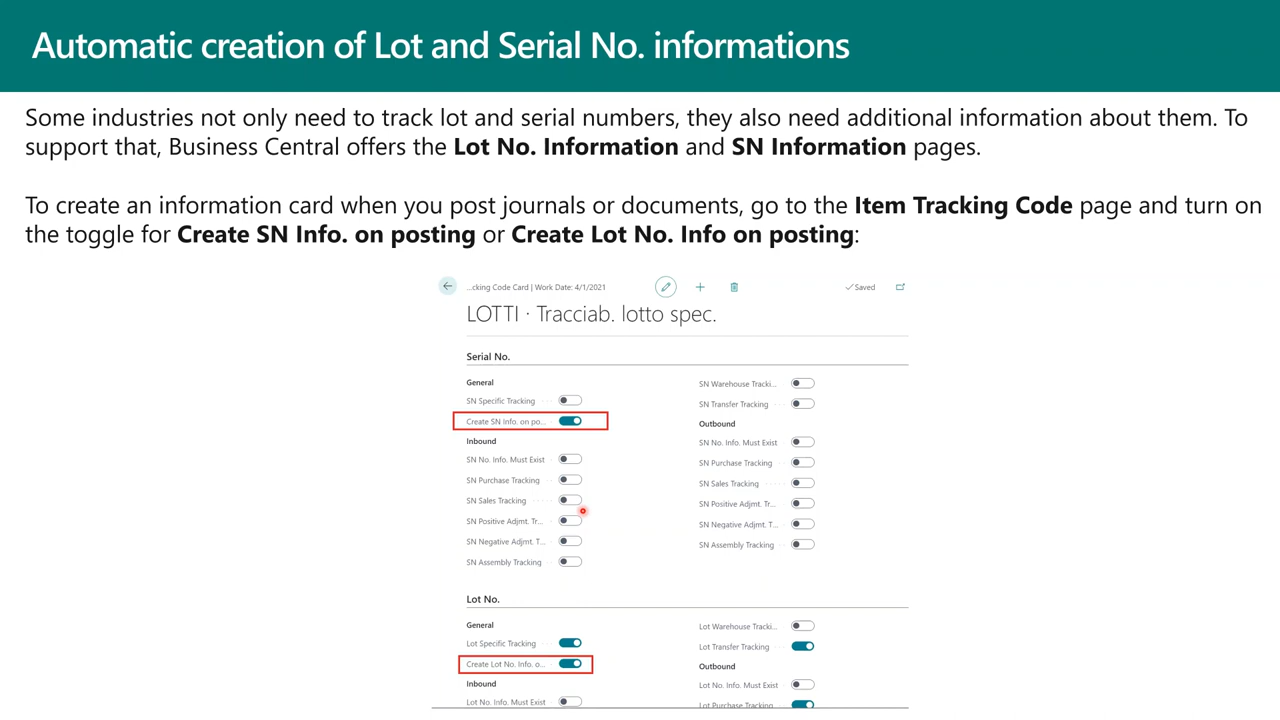 Automatic creation of Lot and Serial No. informations
Some industries not only need to track lot and serial numbers, they also need additional information about them. To
support that, Business Central offers the Lot No. Information and SN Information pages.
To create an information card when you post journals or documents, go to the Item Tracking Code page and turn on
the toggle for Create SN Info. on posting or Create Lot No. Info on posting:
...cking Code Card | Work Date: 4/1/2021
Saved
LOTTI · Tracciab. lotto spec.
Serial No.
General
SN Specific Tracking
Create SN Info. on po...
Inbound
SN No. Info. Must Exist
SN Purchase Tracking
SN Sales Tracking
SN Positive Adjmt. Tr...
SN Negative Adjmt. T...
SN Assembly Tracking
SN Warehouse Tracki...
SN Transfer Tracking
Outbound
SN No. Info. Must Exist
SN Purchase Tracking
SN Sales Tracking
SN Positive Adjmt. Tr...
SN Negative Adjmt. T...
SN Assembly Tracking
Lot No.
General
Lot Specific Tracking
Create Lot No. Info. o...
Inbound
Lot No. Info. Must Exist
Lot Warehouse Tracki...
Lot Transfer Tracking
Outbound
Lot No. Info. Must Exist
Lot Purchase Tracking